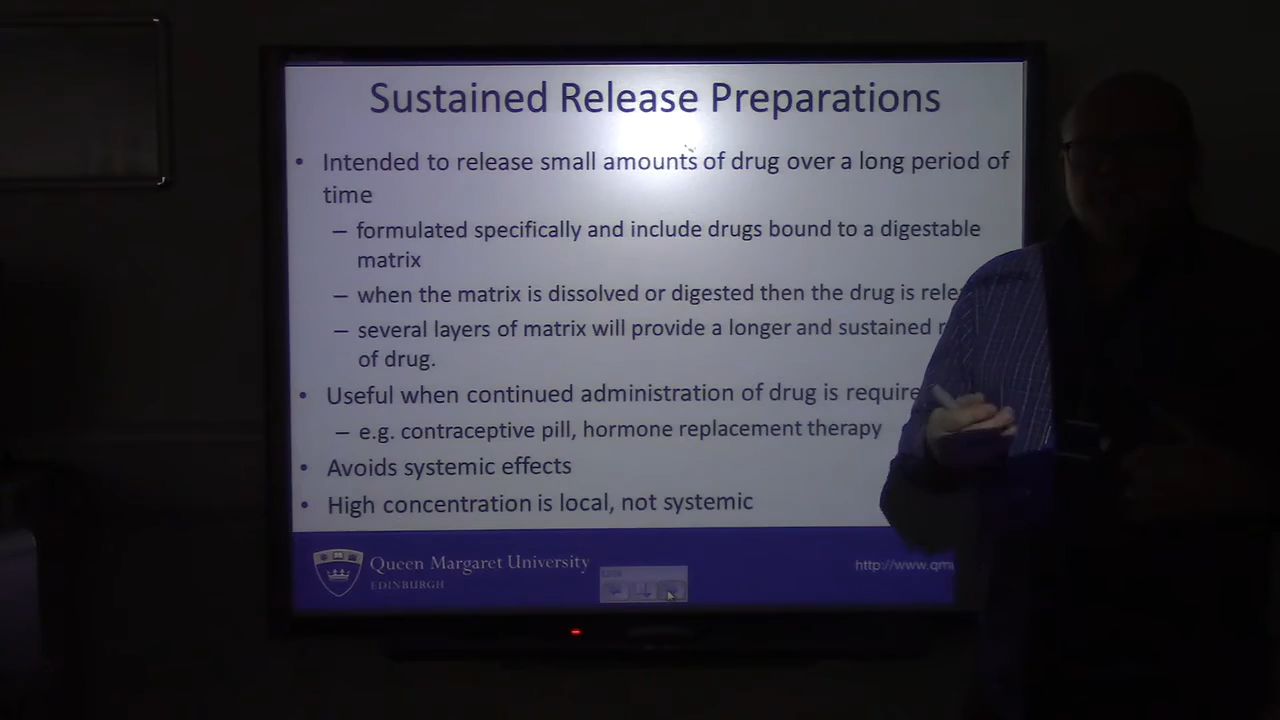 Sustained Release Preparations
• Intended to release small amounts of drug over a long period of
time
– formulated specifically and include drugs bound to a digestable
matrix
– when the matrix is dissolved or digested then the drug is
– several layers of matrix will provide a longer and sustained
of drug.
• Useful when continued administration of drug is
– e.g. contraceptive pill, hormone replacement therapy
• Avoids systemic effects
• High concentration is local, not systemic
Queen Margaret University
EDINBURGH
http://www.qm